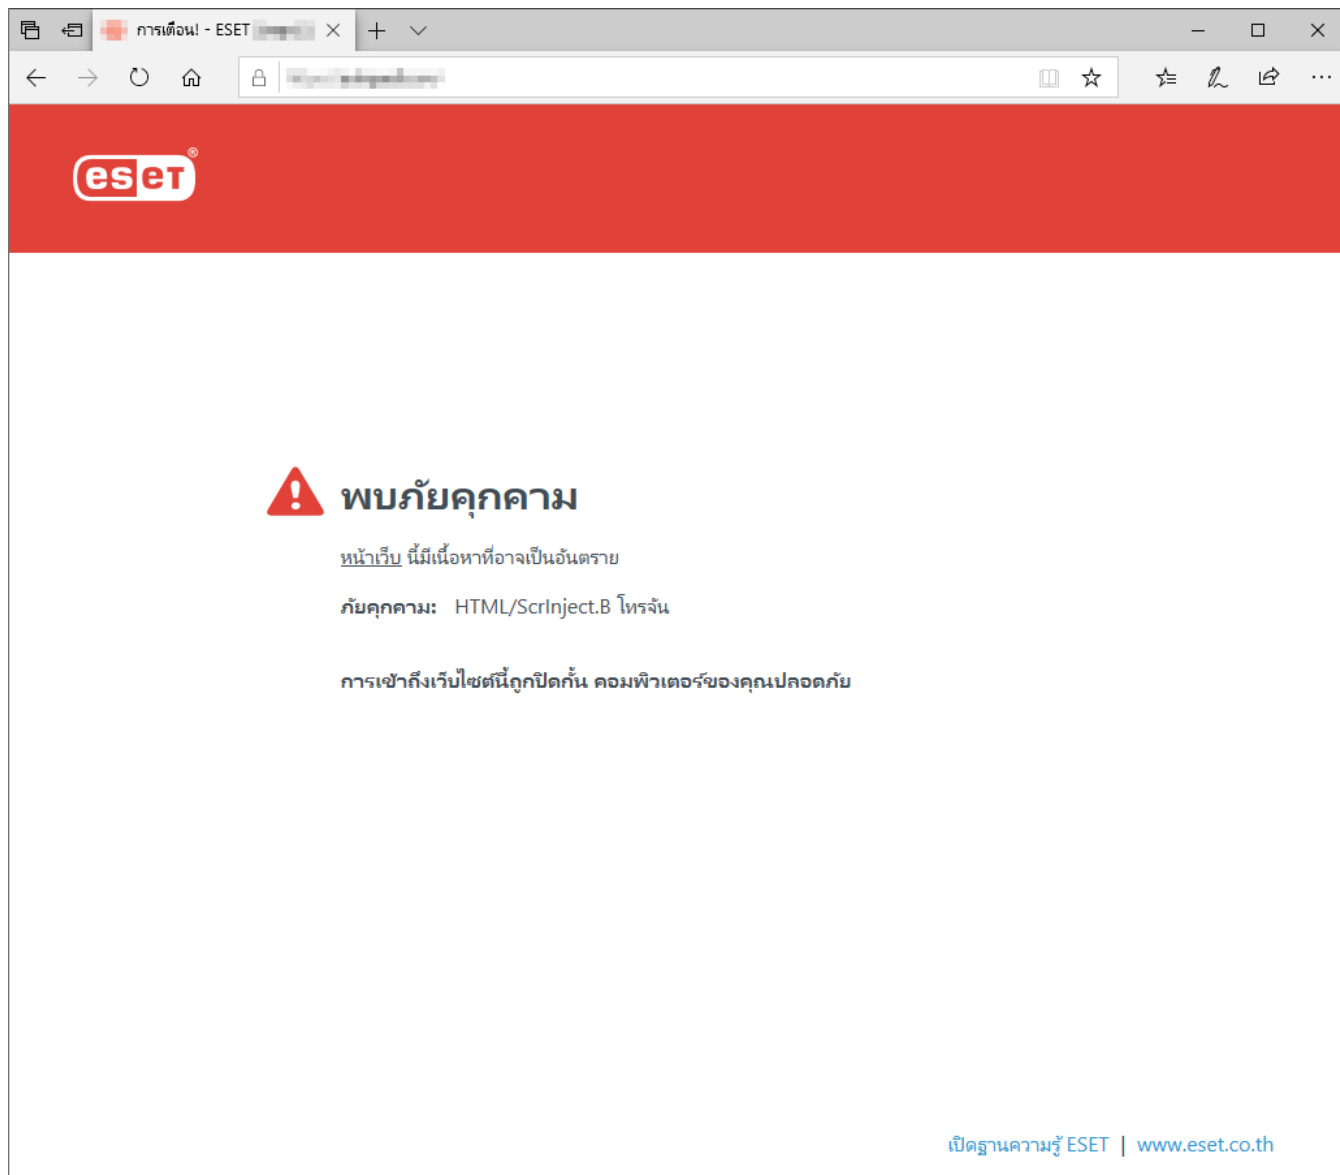 การเตือน! - ESET
eseT®
พบภัยคุกคาม
หน้าเว็บ นี้มีเนื้อหาที่อาจเป็นอันตราย
ภัยคุกคาม: HTML/ScrInject.B โทรจัน
การเข้าถึงเว็บไซต์นี้ถูกปิดกั้น คอมพิวเตอร์ของคุณปลอดภัย
เปิดฐานความรู้ ESET | www.eset.co.th